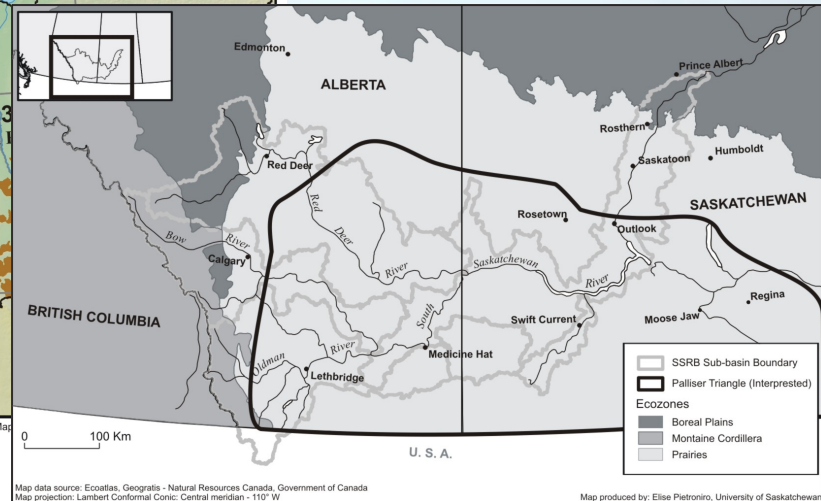 Edmonton
ALBERTA
Prince Albert
Rosthern
Humboldt
Saskatoon
Red Deer
SASKATCHEWAN
Rosetown
Outlook
Red
Deer
River
Bow
River
Calgary
Saskatchewan
River
South
Regina
Moose Jaw
Swift Current
BRITISH COLUMBIA
Oldman
River
Medicine Hat
Lethbridge
SSRB Sub-basin Boundary
Palliser Triangle (Interpreted)
Ecozones
Boreal Plains
Montaine Cordillera
Prairies
0 100 Km
U. S. A.
Map data source: Ecoatlas, Geogratis - Natural Resources Canada, Government of Canada
Map projection: Lambert Conformal Conic: Central meridian - 110° W
Map produced by: Elise Pietroniro, University of Saskatchewan